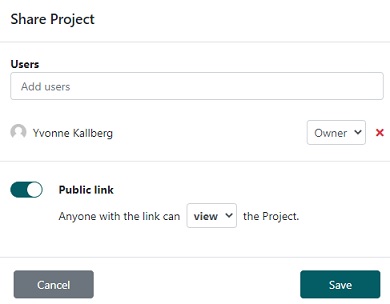 Share Project
Users
Add users
Yvonne Kallberg Owner
Public link
Anyone with the link can view the Project.
Cancel Save